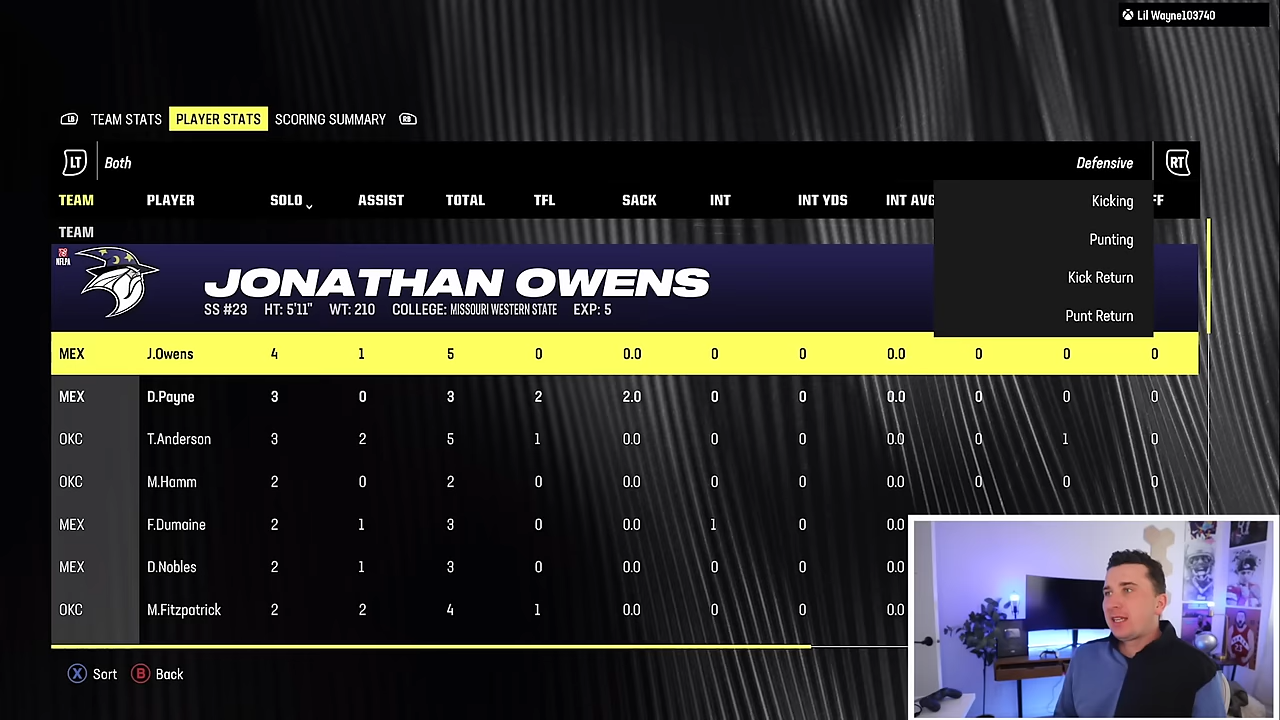 Lil Wayne103740
LB TEAM STATS PLAYER STATS SCORING SUMMARY RB
LT Both Defensive RT
TEAM PLAYER SOLO ASSIST TOTAL TFL SACK INT INT YDS INT AVG FF
Kicking
Punting
Kick Return
Punt Return
TEAM
NFLPA
JONATHAN OWENS
SS #23 HT: 5'11" WT: 210 COLLEGE: MISSOURI WESTERN STATE EXP: 5
MEX J.Owens 4 1 5 0 0.0 0 0 0.0 0 0 0
MEX D.Payne 3 0 3 2 2.0 0 0 0.0 0 0 0
OKC T.Anderson 3 2 5 1 0.0 0 0 0.0 0 1 0
OKC M.Hamm 2 0 2 0 0.0 0 0 0.0 0 0 0
MEX F.Dumaine 2 1 3 0 0.0 1 0 0.0
MEX D.Nobles 2 1 3 0 0.0 0 0 0.0
OKC M.Fitzpatrick 2 2 4 1 0.0 0 0 0.0
X Sort B Back